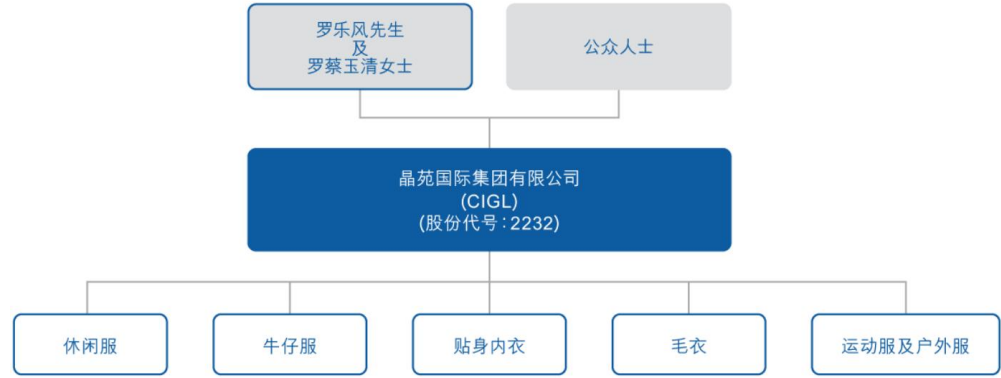 罗乐风先生
及
罗蔡玉清女士
公众人士
晶苑国际集团有限公司
(CIGL)
(股份代号:2232)
休闲服
牛仔服
贴身内衣
毛衣
运动服及户外服